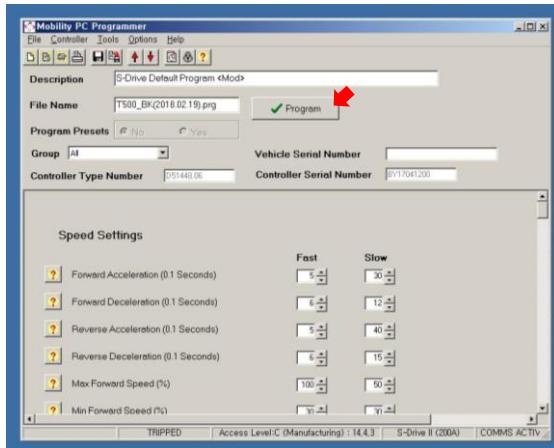 Mobility PC Programmer
File Controller Tools Options Help
Description S-Drive Default Program <Mod>
File Name T500_BK(2018.02.19).prg Program
Program Presets No Yes
Group All Vehicle Serial Number
Controller Type Number D51448.06 Controller Serial Number BY17041200
Speed Settings
Fast Slow
? Forward Acceleration (0.1 Seconds) 5 30
? Forward Deceleration (0.1 Seconds) 6 12
? Reverse Acceleration (0.1 Seconds) 5 40
? Reverse Deceleration (0.1 Seconds) 6 15
? Max Forward Speed (%) 100 50
? Min Forward Speed (%) 30 30
TRIPPED Access Level:C (Manufacturing) : 14,4,3 S-Drive II (200A) COMMS ACTIV